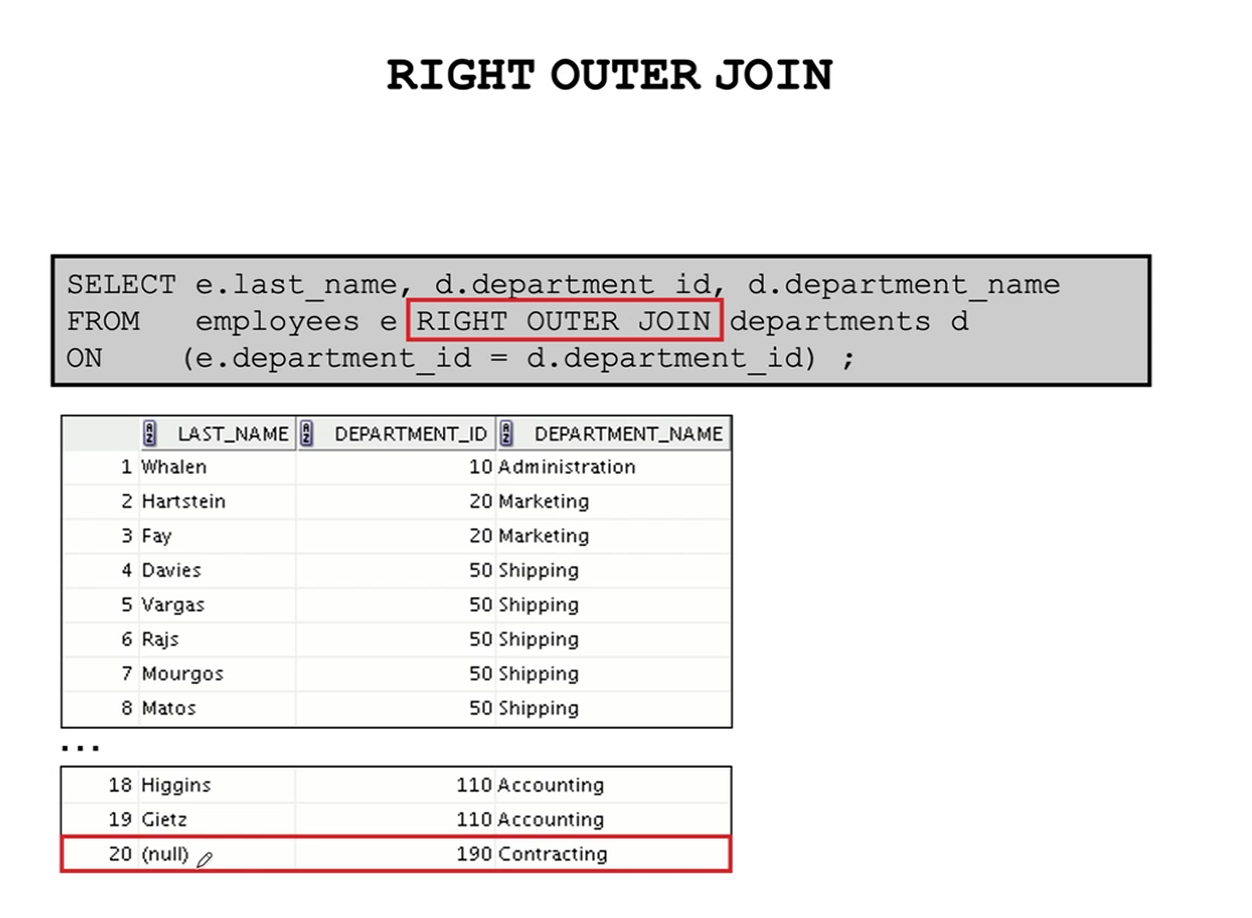 RIGHT OUTER JOIN
SELECT e.last_name, d.department_id, d.department_name
FROM employees e RIGHT OUTER JOIN departments d
ON (e.department_id = d.department_id) ;
LAST_NAME DEPARTMENT_ID DEPARTMENT_NAME
1 Whalen 10 Administration
2 Hartstein 20 Marketing
3 Fay 20 Marketing
4 Davies 50 Shipping
5 Vargas 50 Shipping
6 Rajs 50 Shipping
7 Mourgos 50 Shipping
8 Matos 50 Shipping
...
18 Higgins 110 Accounting
19 Gietz 110 Accounting
20 (null) 190 Contracting